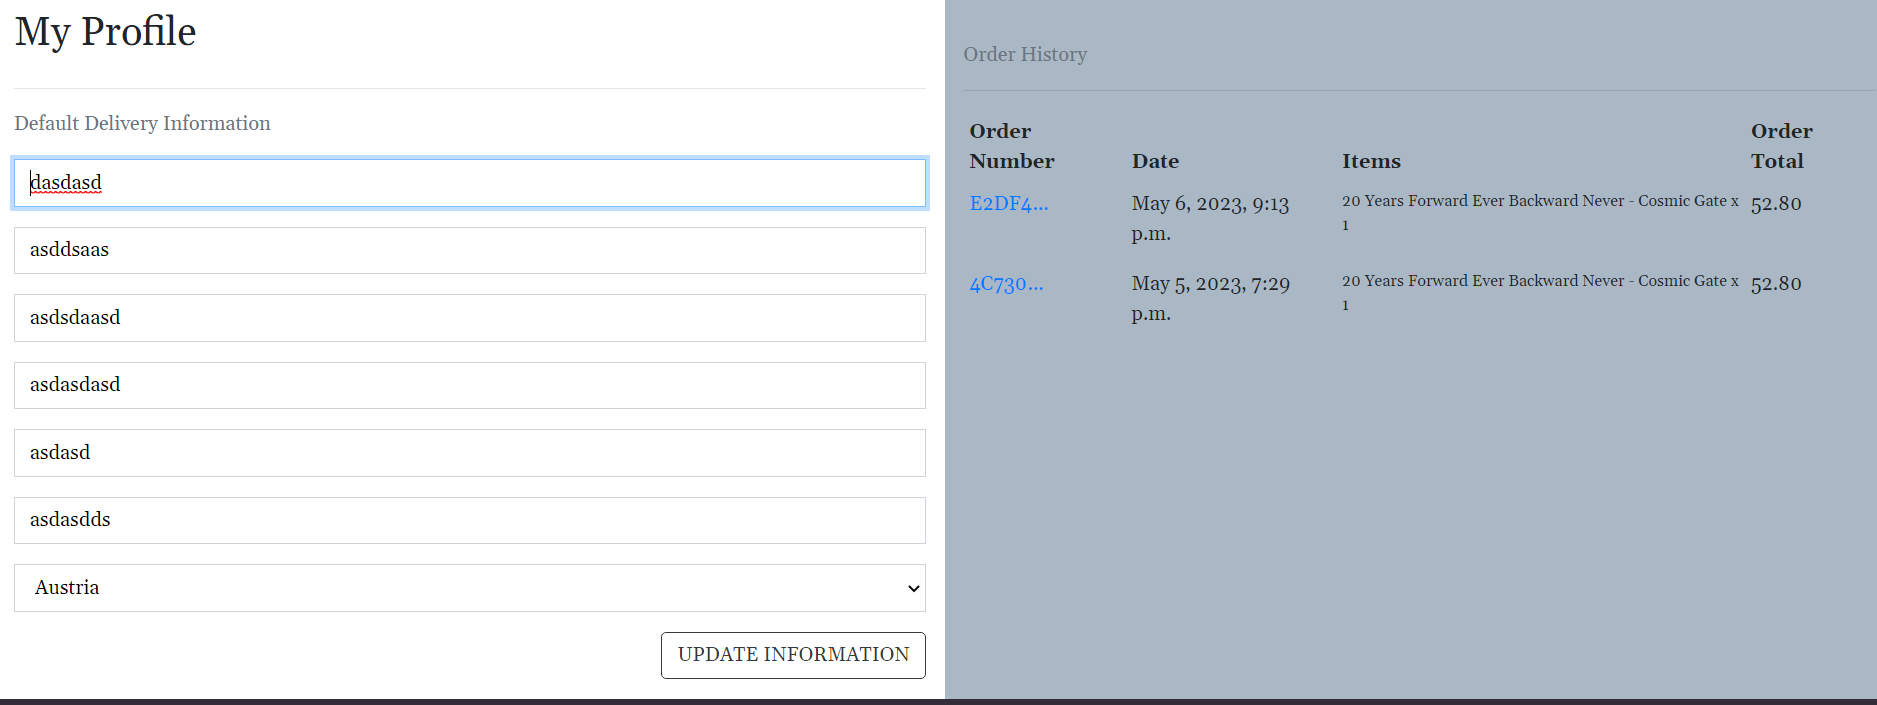 My Profile
Default Delivery Information
dasdasd
asddsaas
asdsdaasd
asdasdasd
asdasd
asdasdds
Austria
UPDATE INFORMATION
Order History
Order Number Date Items Order Total
E2DF4... May 6, 2023, 9:13 p.m. 20 Years Forward Ever Backward Never - Cosmic Gate x 1 52.80
4C730... May 5, 2023, 7:29 p.m. 20 Years Forward Ever Backward Never - Cosmic Gate x 1 52.80